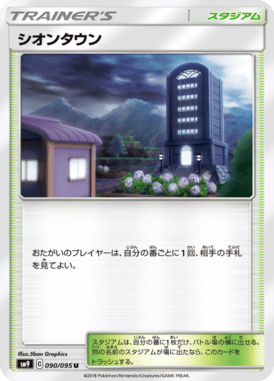 TRAINER'S
スタジアム
シオンタウン
おたがいのプレイヤーは、自分の番ごとに1回、相手の手札
を見てよい。
Illus.5ban Graphics
sm9 C 090/095 U
スタジアムは、自分の番に1枚だけ、バトル場の横に出せる。
別の名前のスタジアムが場に出たなら、このカードを
トラッシュする。
©2018 Pokémon/Nintendo/Creatures/GAME FREAK.